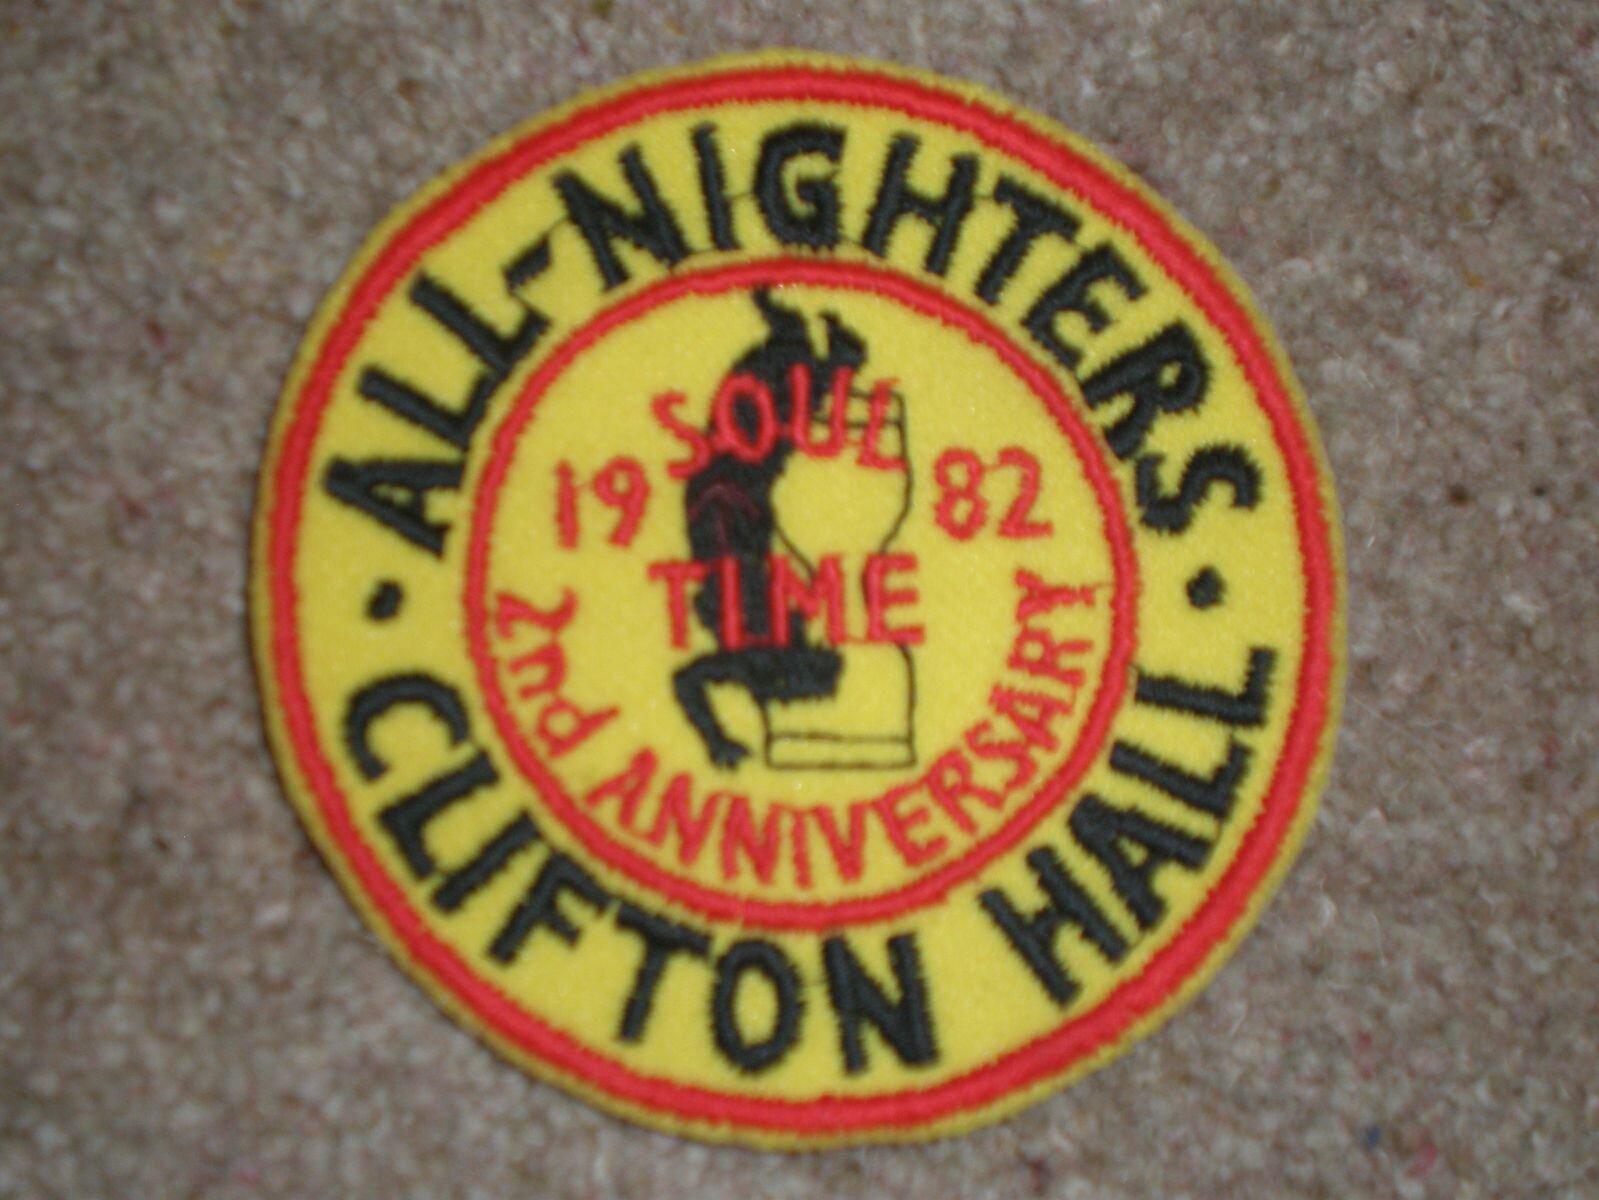 ALL-NIGHTERS
SOUL
19 82
TIME
2nd ANNIVERSARY
• CLIFTON HALL •